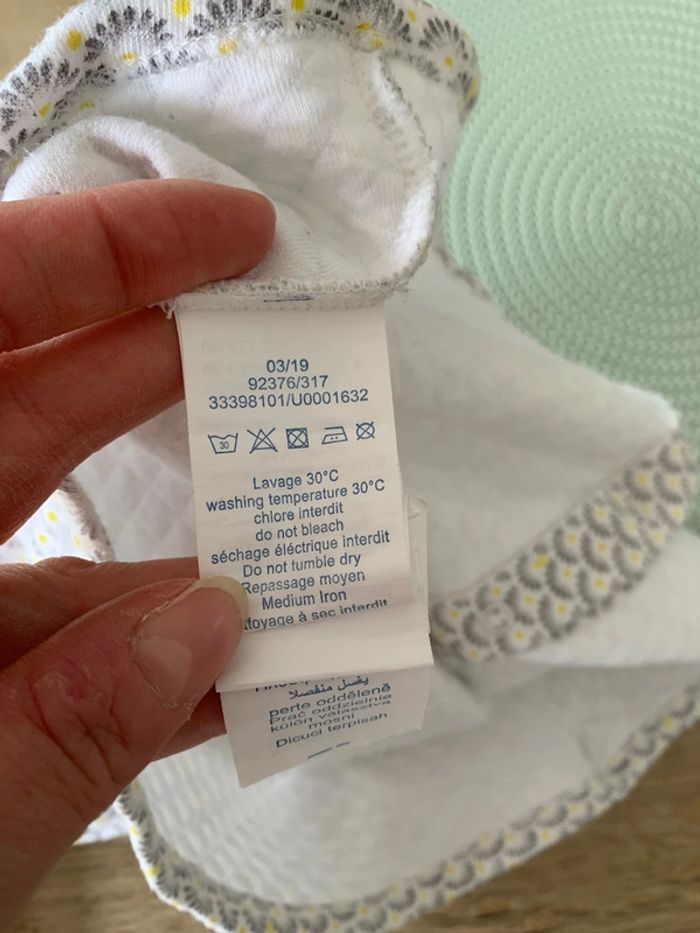 03/19
92376/317
33398101/U0001632
30
Lavage 30°C
washing temperature 30°C
chlore interdit
do not bleach
séchage éléctrique interdit
Do not tumble dry
Repassage moyen
Medium Iron
à sec interdit
يغسل منفصلا
perte oddělené
Prać oddzielnie
külön választva
mosni
Dicuci terpisah